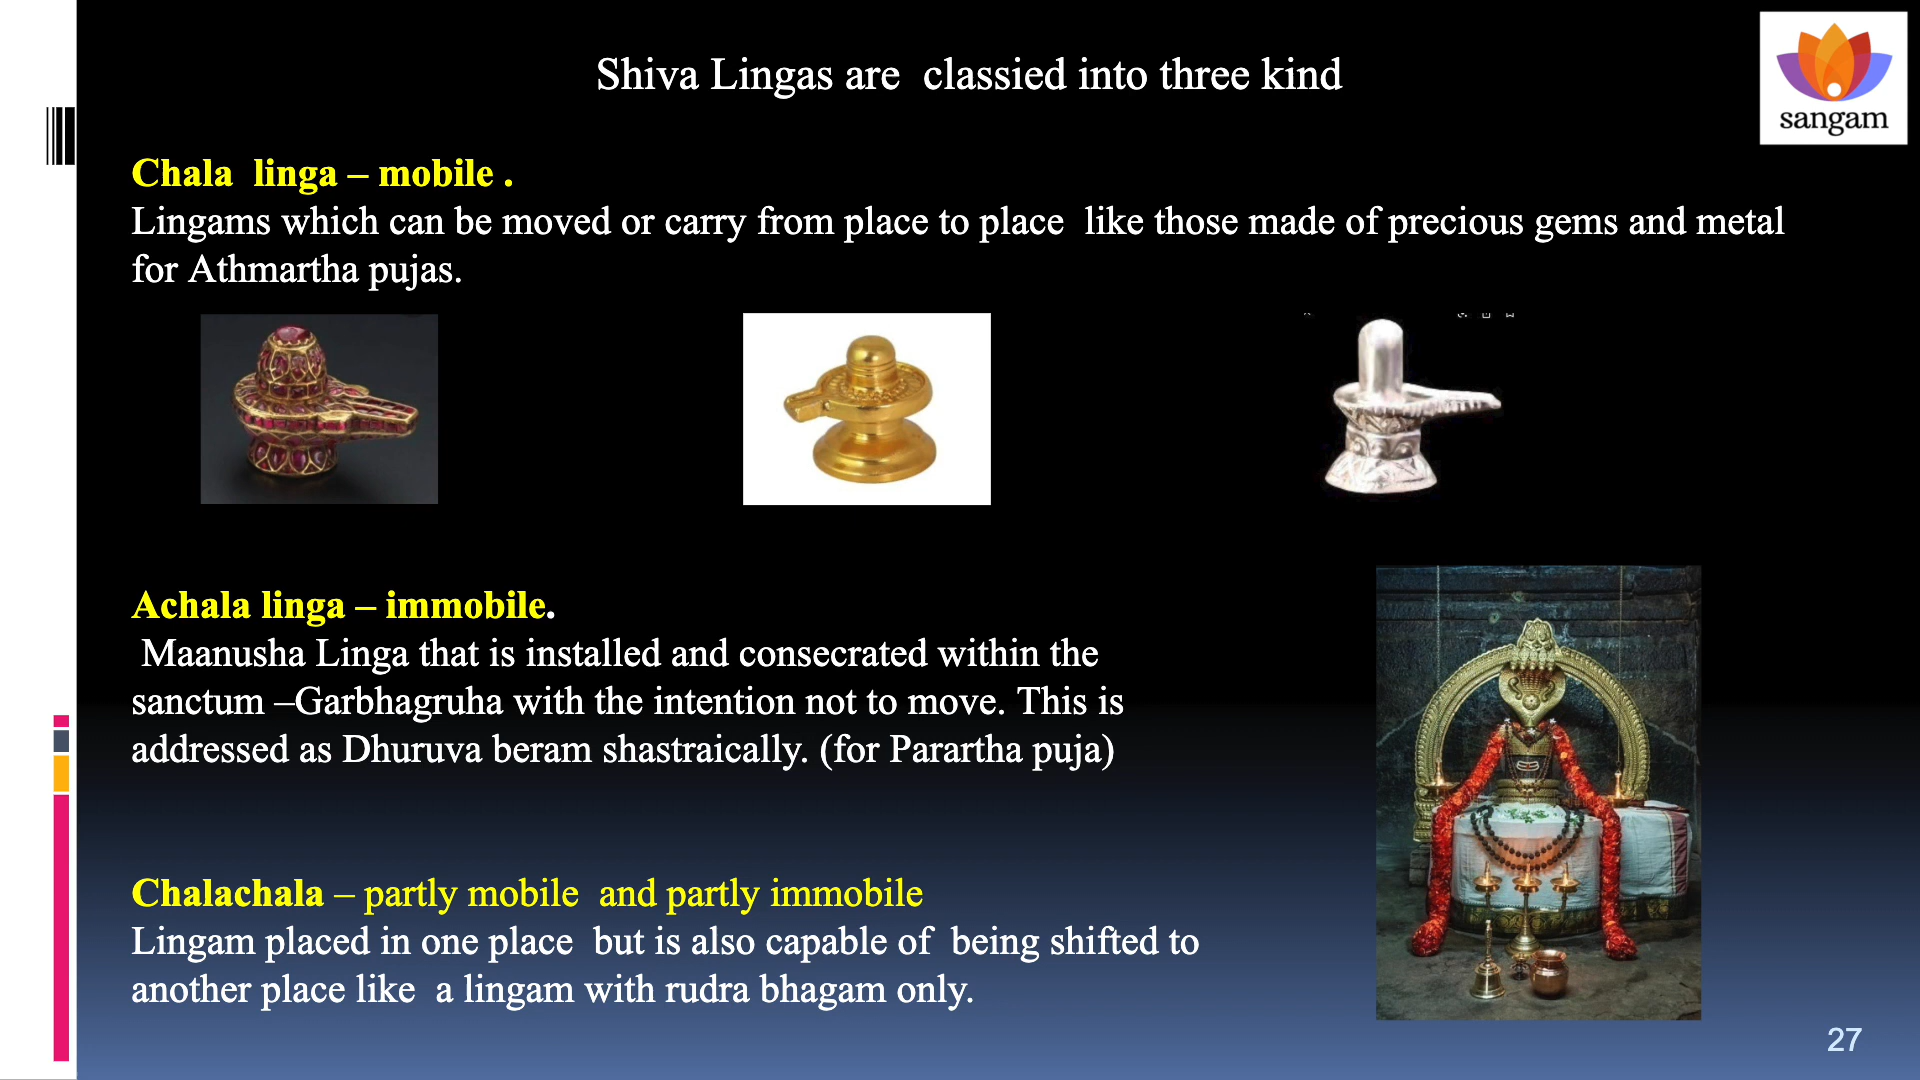 Shiva Lingas are classied into three kind
sangam
Chala linga – mobile .
Lingams which can be moved or carry from place to place like those made of precious gems and metal
for Athmartha pujas.
Achala linga – immobile.
Maanusha Linga that is installed and consecrated within the
sanctum –Garbhagruha with the intention not to move. This is
addressed as Dhuruva beram shastraically. (for Parartha puja)
Chalachala – partly mobile and partly immobile
Lingam placed in one place but is also capable of being shifted to
another place like a lingam with rudra bhagam only.
27